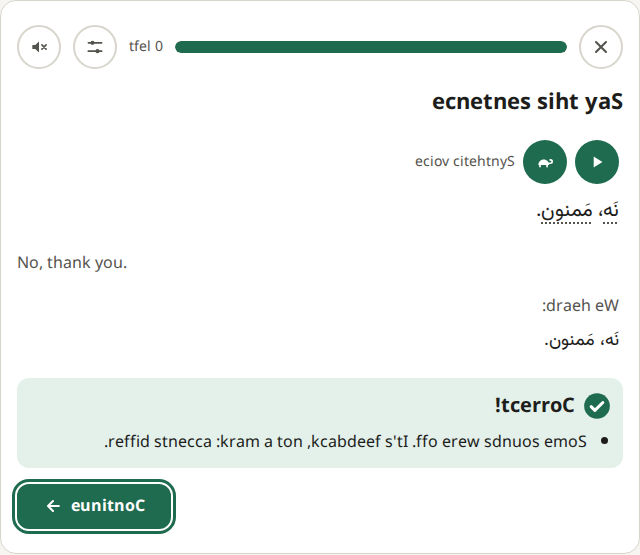 tfel 0
ecnetnes siht yaS
eciov citehtnyS
نَه، مَمنون.
No, thank you.
:draeh eW
نَه، مَمنون.
!tcerroC
.reffid stnecca :kram a ton ,kcabdeef s'tI .ffo erew sdnuos emoS
eunitnoC